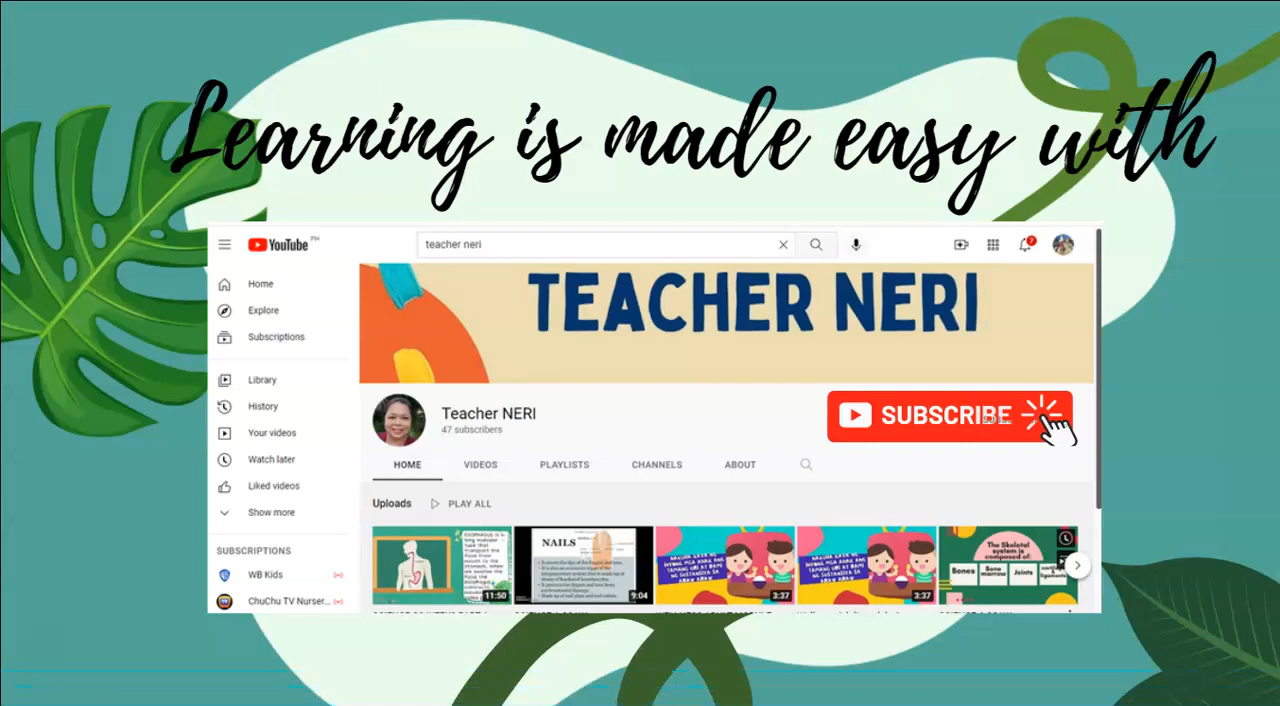 Learning is made easy with
YouTube PH
teacher neri
7
Home
Explore
Subscriptions
Library
History
Your videos
Watch later
Liked videos
Show more
SUBSCRIPTIONS
WB Kids
ChuChu TV Nurser...
TEACHER NERI
Teacher NERI
47 subscribers
SUBSCRIBE
HOME
VIDEOS
PLAYLISTS
CHANNELS
ABOUT
Uploads
PLAY ALL
ESOPHAGUS is a
11:50
NAILS
9:04
3:37
3:37
The Skeletal
system is
composed of:
Bones
Bone
marrow
Joints